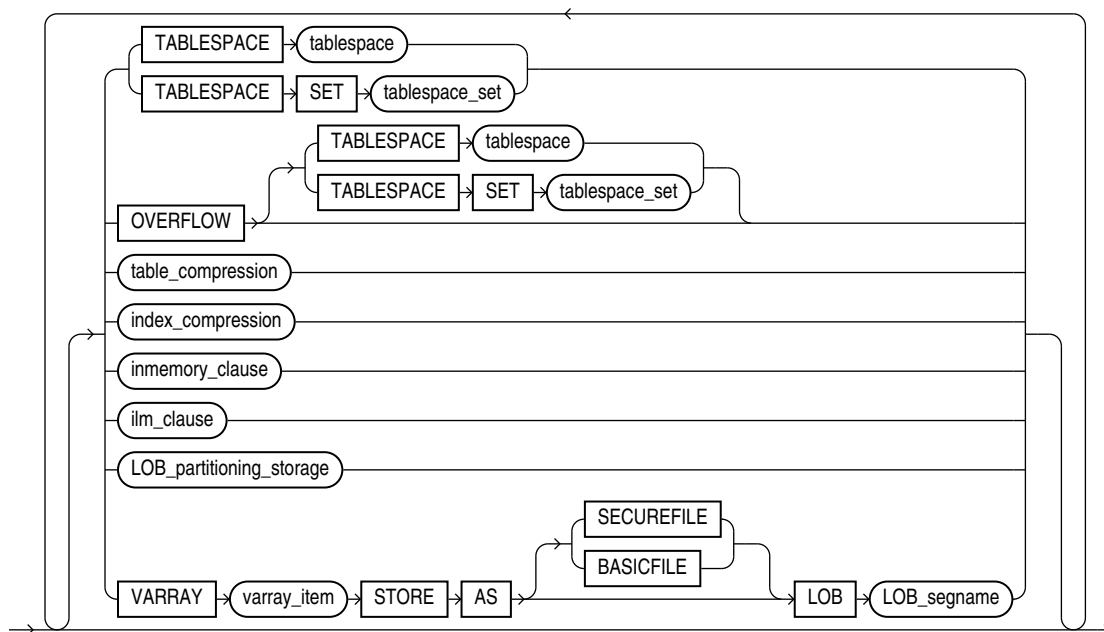 TABLESPACE tablespace
TABLESPACE SET tablespace_set
TABLESPACE tablespace
TABLESPACE SET tablespace_set
OVERFLOW
table_compression
index_compression
inmemory_clause
ilm_clause
LOB_partitioning_storage
SECUREFILE
BASICFILE
VARRAY varray_item STORE AS LOB LOB_segname